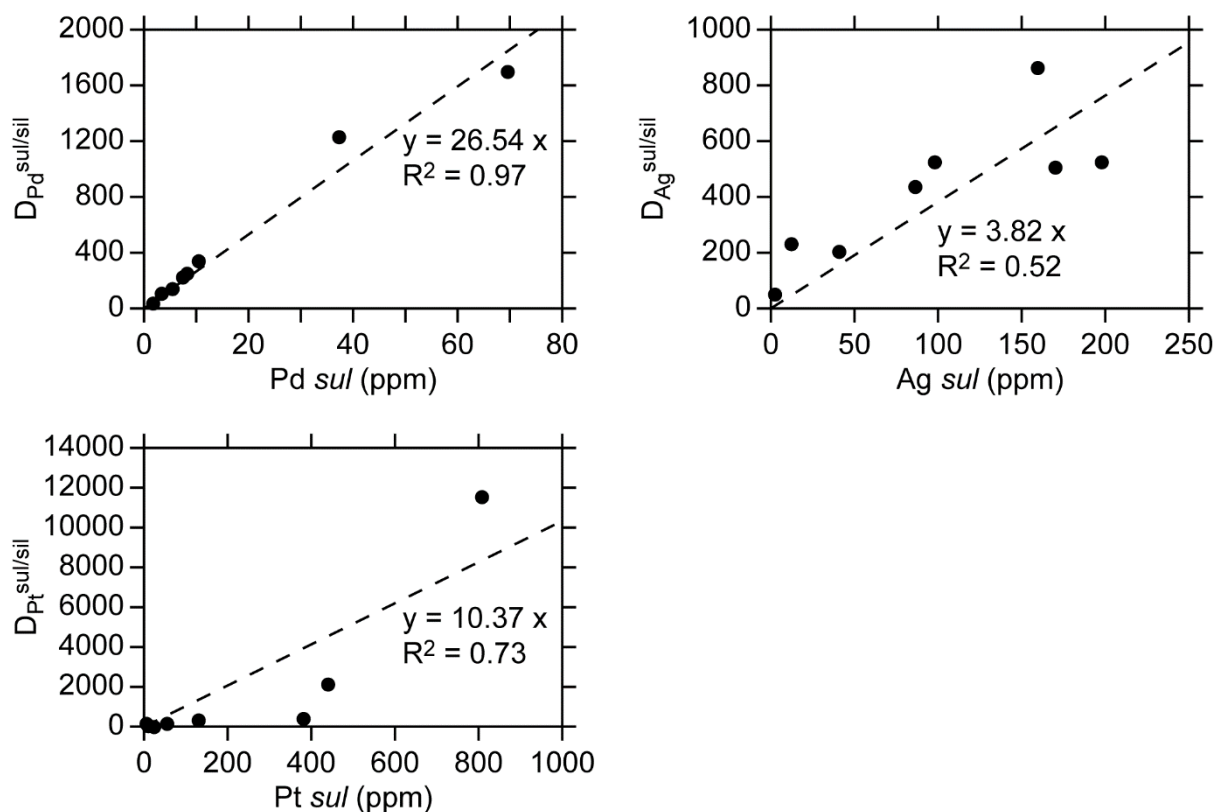 2000
1600
1200
800
400
0
D_Pd^sul/sil
y = 26.54 x
R² = 0.97
0 20 40 60 80
Pd sul (ppm)
1000
800
600
400
200
0
D_Ag^sul/sil
y = 3.82 x
R² = 0.52
0 50 100 150 200 250
Ag sul (ppm)
14000
12000
10000
8000
6000
4000
2000
0
D_Pt^sul/sil
y = 10.37 x
R² = 0.73
0 200 400 600 800 1000
Pt sul (ppm)